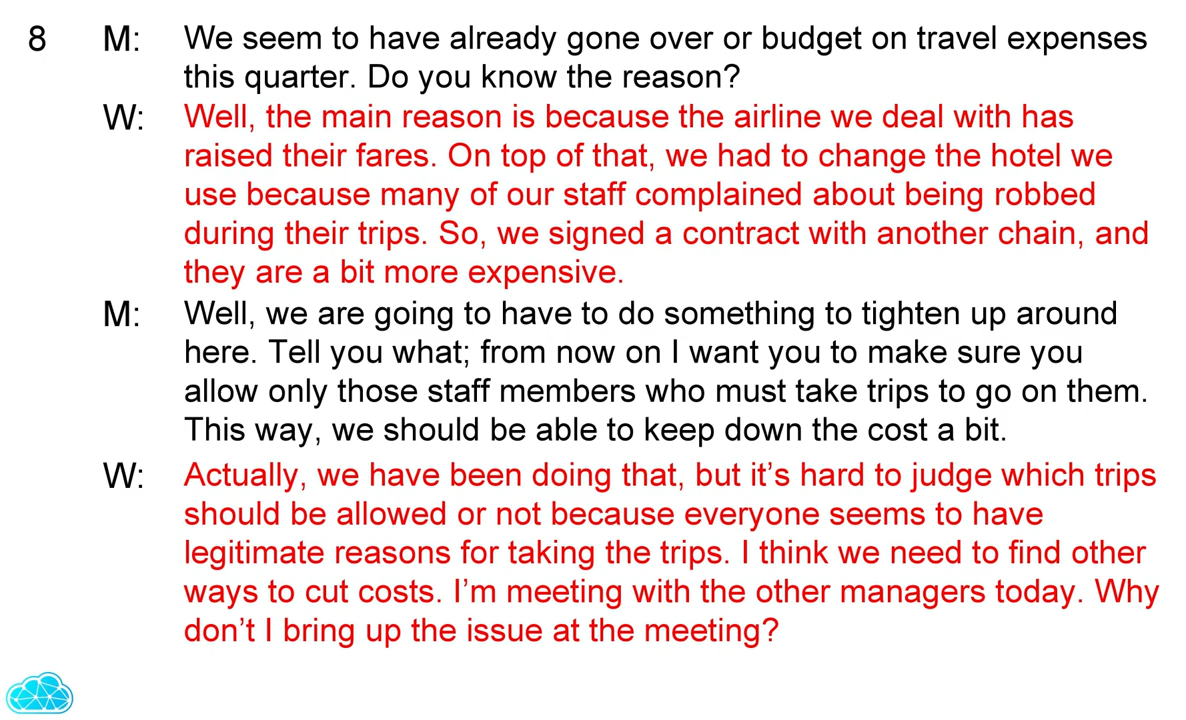 8 M: We seem to have already gone over or budget on travel expenses
this quarter. Do you know the reason?
W: Well, the main reason is because the airline we deal with has
raised their fares. On top of that, we had to change the hotel we
use because many of our staff complained about being robbed
during their trips. So, we signed a contract with another chain, and
they are a bit more expensive.
M: Well, we are going to have to do something to tighten up around
here. Tell you what; from now on I want you to make sure you
allow only those staff members who must take trips to go on them.
This way, we should be able to keep down the cost a bit.
W: Actually, we have been doing that, but it’s hard to judge which trips
should be allowed or not because everyone seems to have
legitimate reasons for taking the trips. I think we need to find other
ways to cut costs. I’m meeting with the other managers today. Why
don’t I bring up the issue at the meeting?